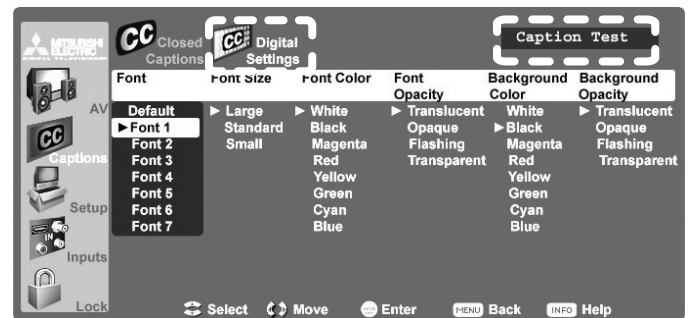 MITSUBISHI
ELECTRIC
DIGITAL TELEVISION
CC Closed
Captions
CC Digital
Settings
Caption Test
Font Font Size Font Color Font
Opacity Background
Color Background
Opacity
AV
Captions
Setup
IN
Inputs
Lock
Default ► Large ► White ► Translucent White ► Translucent
►Font 1 Standard Black Opaque ►Black Opaque
Font 2 Small Magenta Flashing Magenta Flashing
Font 3 Red Transparent Red Transparent
Font 4 Yellow Yellow
Font 5 Green Green
Font 6 Cyan Cyan
Font 7 Blue Blue
Select Move Enter MENU Back INFO Help